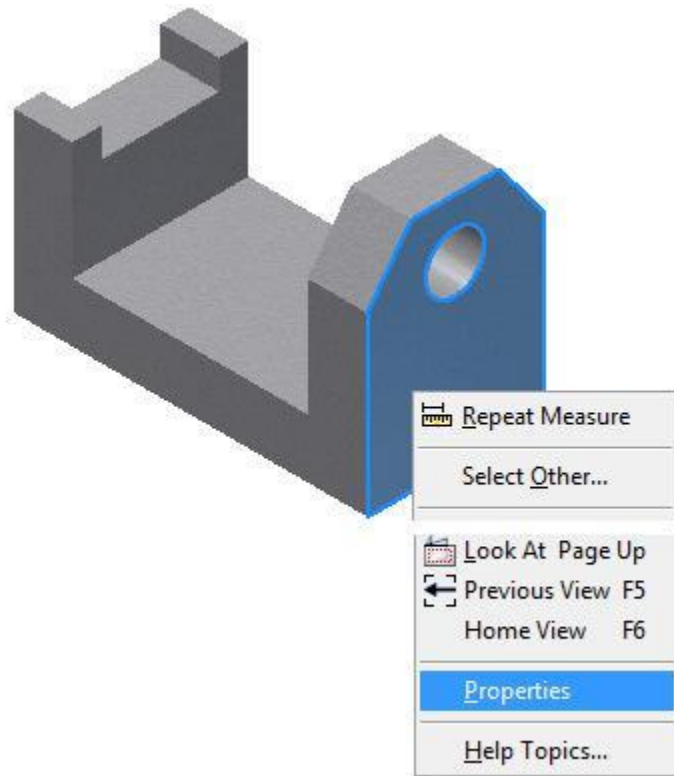 Repeat Measure
Select Other...
Look At Page Up
Previous View F5
Home View F6
Properties
Help Topics...